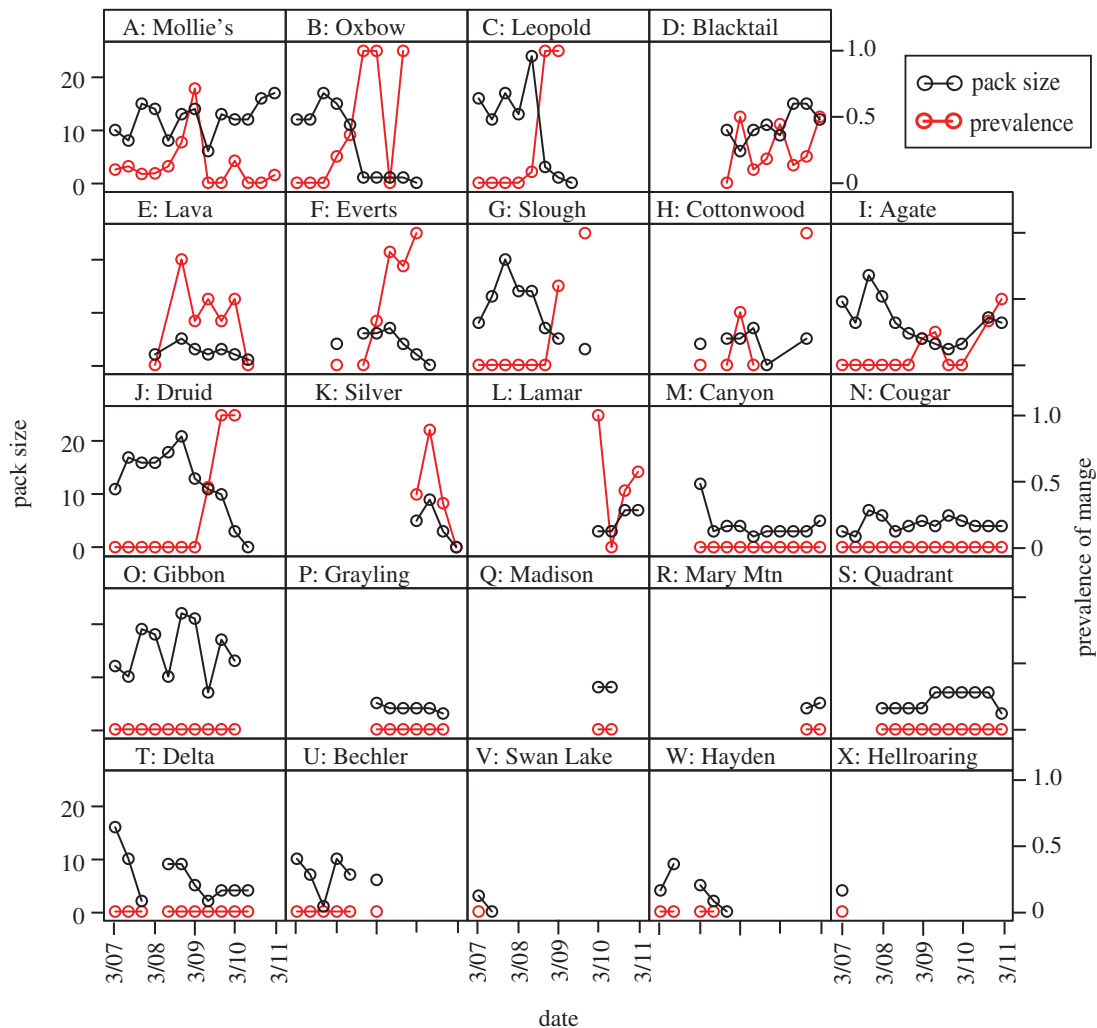 A: Mollie's
B: Oxbow
C: Leopold
D: Blacktail
pack size
prevalence
20
10
0
1.0
0.5
0
E: Lava
F: Everts
G: Slough
H: Cottonwood
I: Agate
J: Druid
K: Silver
L: Lamar
M: Canyon
N: Cougar
20
10
0
1.0
0.5
0
pack size
prevalence of mange
O: Gibbon
P: Grayling
Q: Madison
R: Mary Mtn
S: Quadrant
T: Delta
U: Bechler
V: Swan Lake
W: Hayden
X: Hellroaring
20
10
0
1.0
0.5
0
3/07
3/08
3/09
3/10
3/11
3/07
3/08
3/09
3/10
3/11
3/07
3/08
3/09
3/10
3/11
date